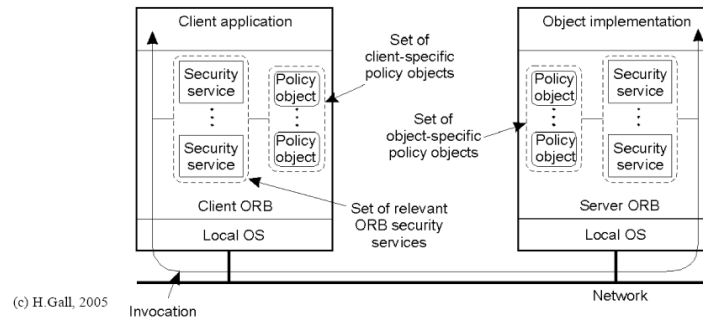 Client application
Object implementation
Set of
client-specific
policy objects
Security
service
Policy
object
Security
service
Policy
object
Set of
object-specific
policy objects
Policy
object
Security
service
Policy
object
Security
service
Client ORB
Set of relevant
ORB security
services
Server ORB
Local OS
Local OS
(c) H.Gall, 2005
Invocation
Network